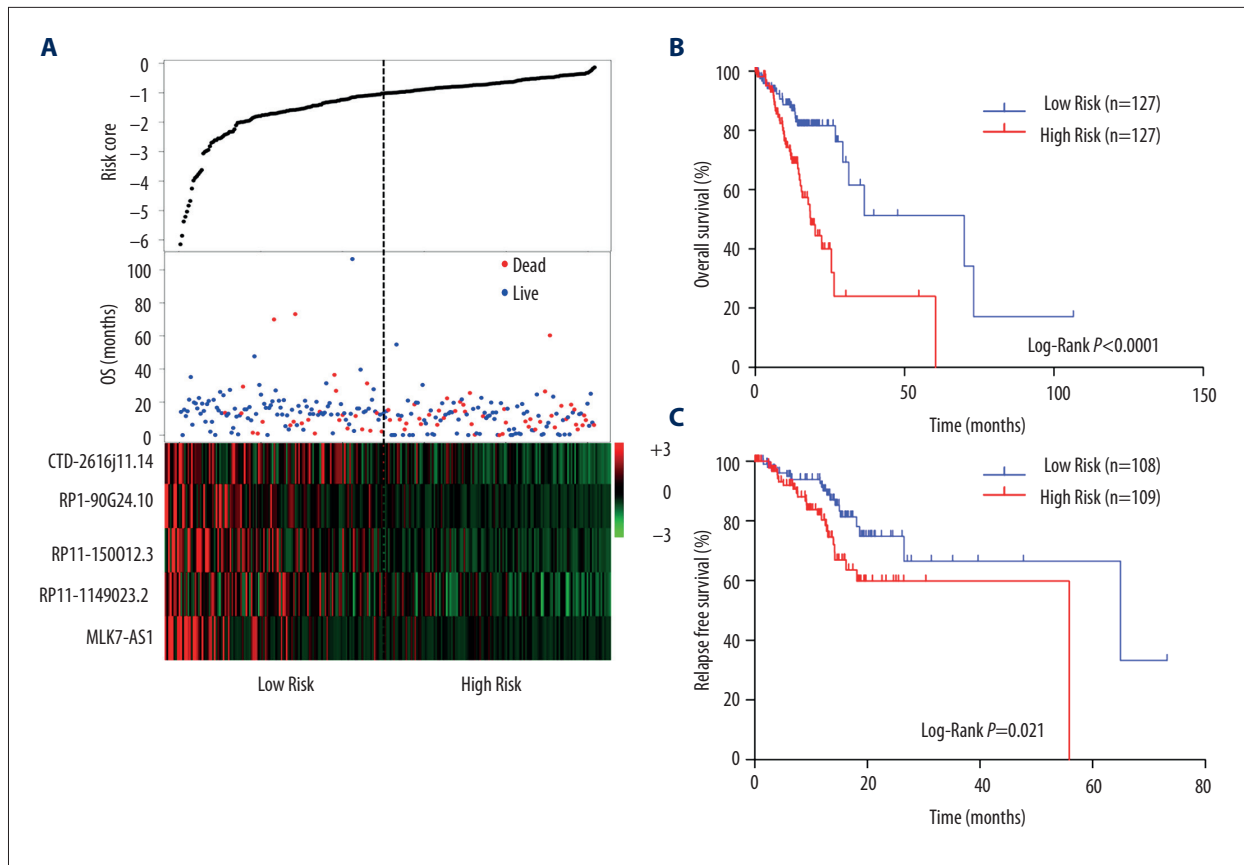 A
0
−1
−2
−3
−4
−5
−6
Risk core
100
80
60
40
20
0
OS (months)
Dead
Live
CTD-2616j11.14
RP1-90G24.10
RP11-150012.3
RP11-1149023.2
MLK7-AS1
+3
0
−3
Low Risk
High Risk
B
100
80
60
40
20
0
Overall survival (%)
Low Risk (n=127)
High Risk (n=127)
Log-Rank P<0.0001
0
50
100
150
Time (months)
C
100
80
60
40
20
0
Relapse free survival (%)
Low Risk (n=108)
High Risk (n=109)
Log-Rank P=0.021
0
20
40
60
80
Time (months)